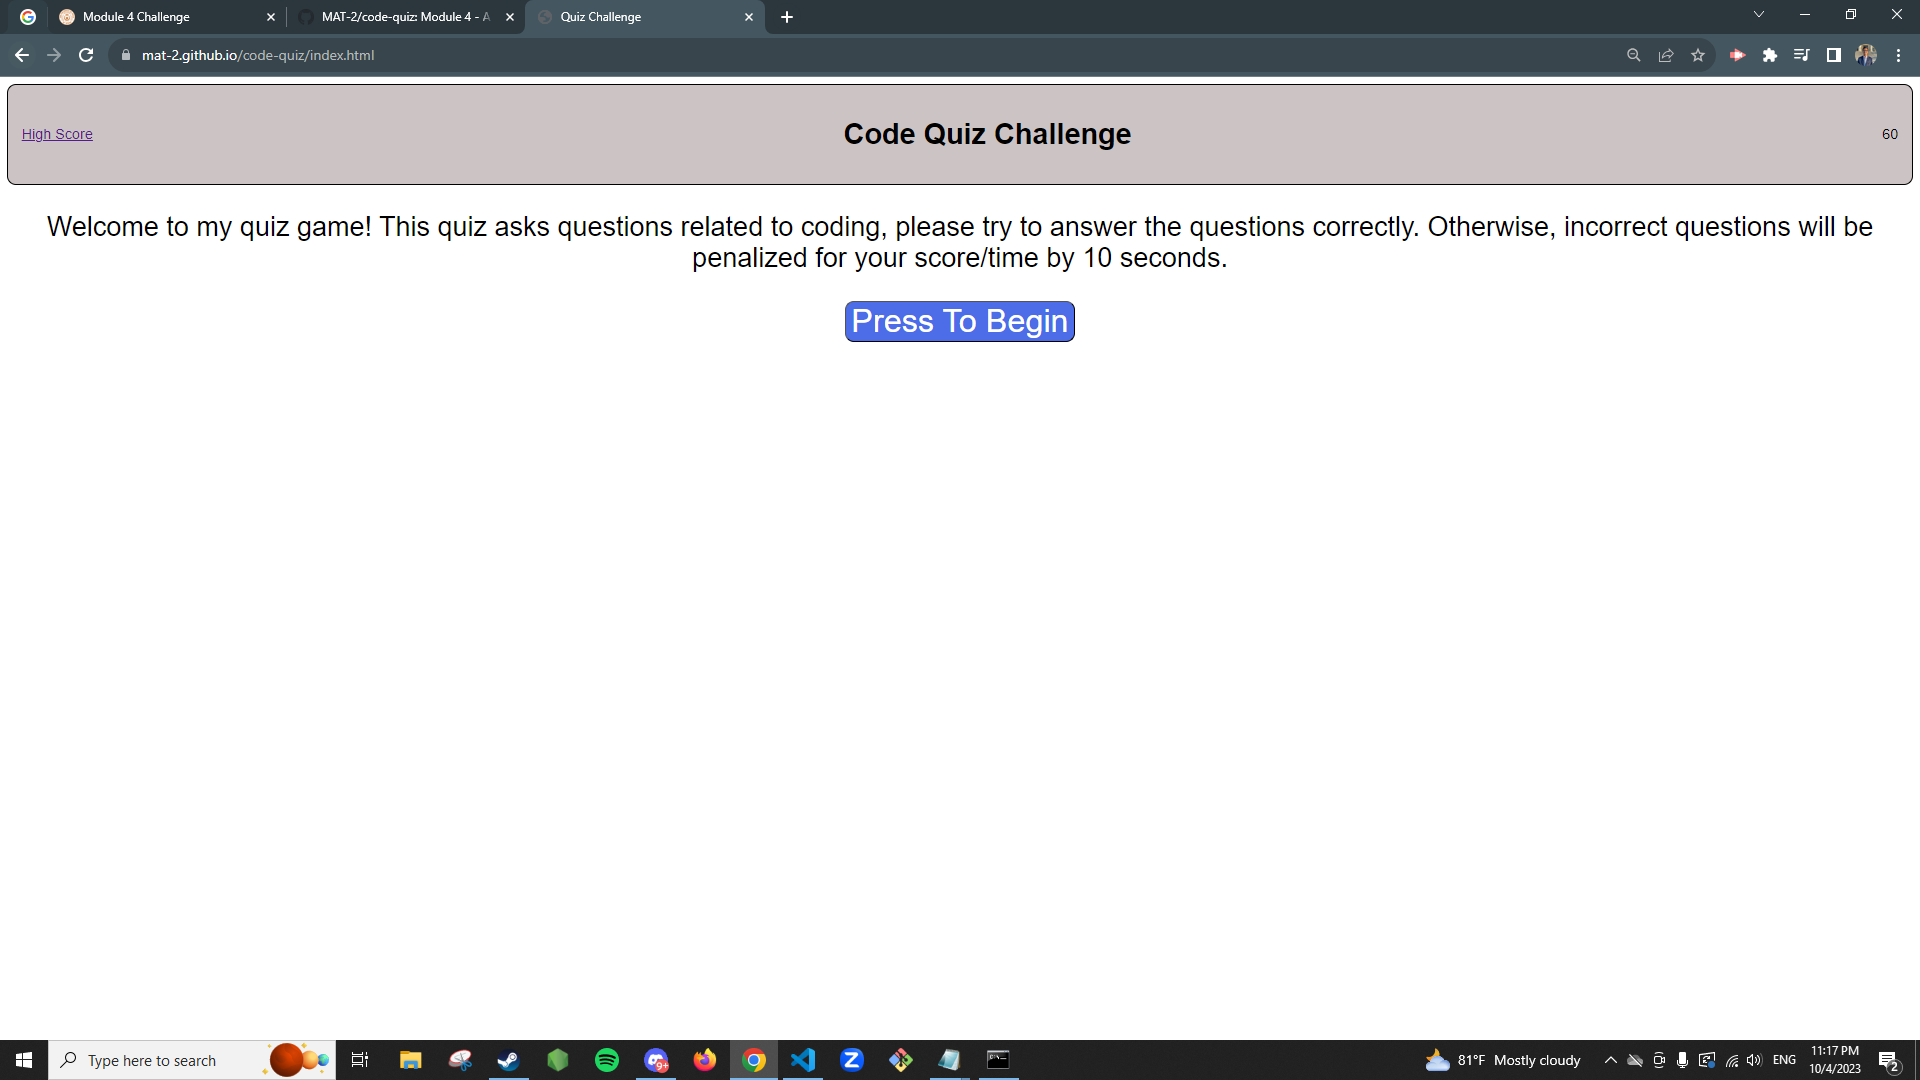 Module 4 Challenge
MAT-2/code-quiz: Module 4 - A
Quiz Challenge
mat-2.github.io/code-quiz/index.html
High Score
Code Quiz Challenge
60
Welcome to my quiz game! This quiz asks questions related to coding, please try to answer the questions correctly. Otherwise, incorrect questions will be
penalized for your score/time by 10 seconds.
Press To Begin
Type here to search
9+
81°F Mostly cloudy
ENG
11:17 PM
10/4/2023
2